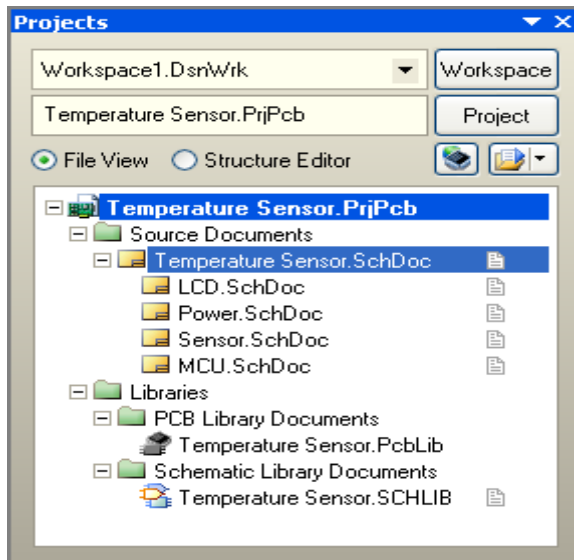 Projects
Workspace1.DsnWrk Workspace
Temperature Sensor.PrjPcb Project
File View Structure Editor
Temperature Sensor.PrjPcb
Source Documents
Temperature Sensor.SchDoc
LCD.SchDoc
Power.SchDoc
Sensor.SchDoc
MCU.SchDoc
Libraries
PCB Library Documents
Temperature Sensor.PcbLib
Schematic Library Documents
Temperature Sensor.SCHLIB